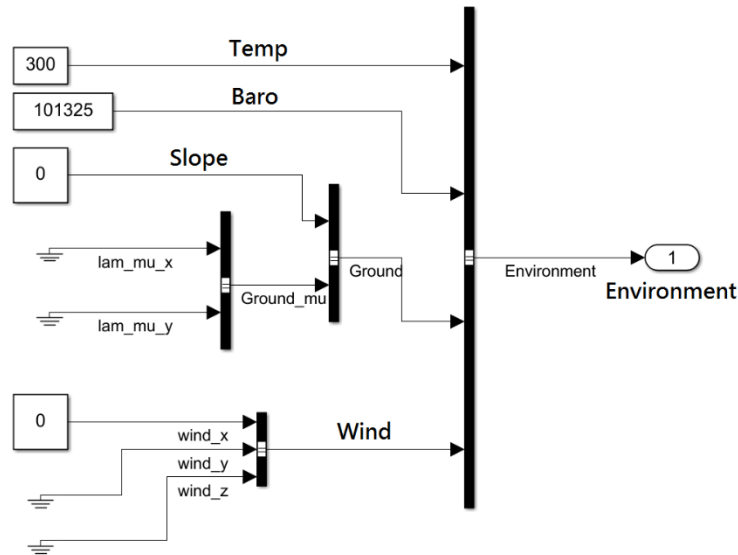 Temp
300
Baro
101325
Slope
0
lam_mu_x
Ground
Environment
1
Ground_mu
Environment
lam_mu_y
0
Wind
wind_x
wind_y
wind_z